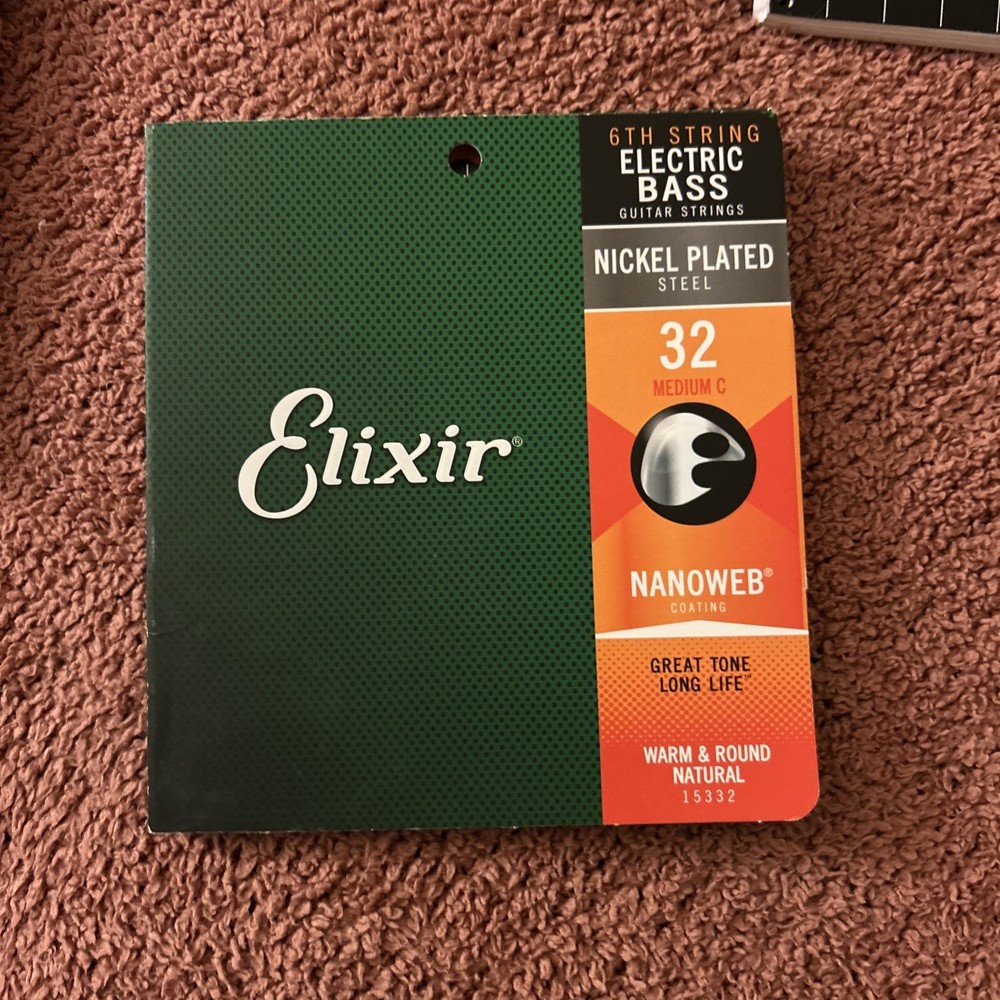 Elixir®
6TH STRING
ELECTRIC
BASS
GUITAR STRINGS
NICKEL PLATED
STEEL
32
MEDIUM C
NANOWEB®
COATING
GREAT TONE
LONG LIFE™
WARM & ROUND
NATURAL
15332